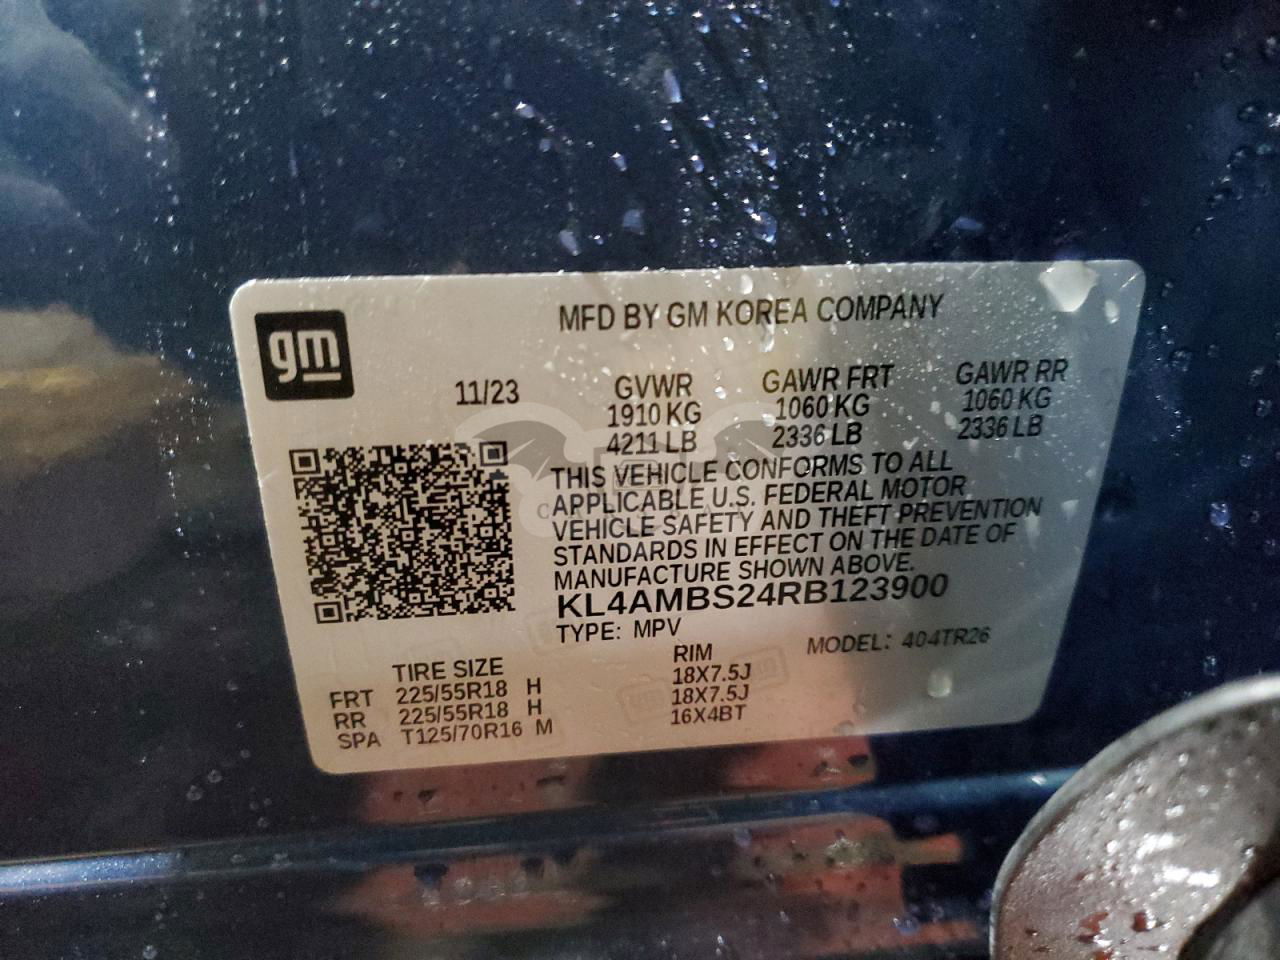 gm
MFD BY GM KOREA COMPANY
11/23 GVWR GAWR FRT GAWR RR
1910 KG 1060 KG 1060 KG
4211 LB 2336 LB 2336 LB
THIS VEHICLE CONFORMS TO ALL
APPLICABLE U.S. FEDERAL MOTOR
VEHICLE SAFETY AND THEFT PREVENTION
STANDARDS IN EFFECT ON THE DATE OF
MANUFACTURE SHOWN ABOVE.
KL4AMBS24RB123900
TYPE: MPV MODEL: 404TR26
TIRE SIZE RIM
FRT 225/55R18 H 18X7.5J
RR 225/55R18 H 18X7.5J
SPA T125/70R16 M 16X4BT